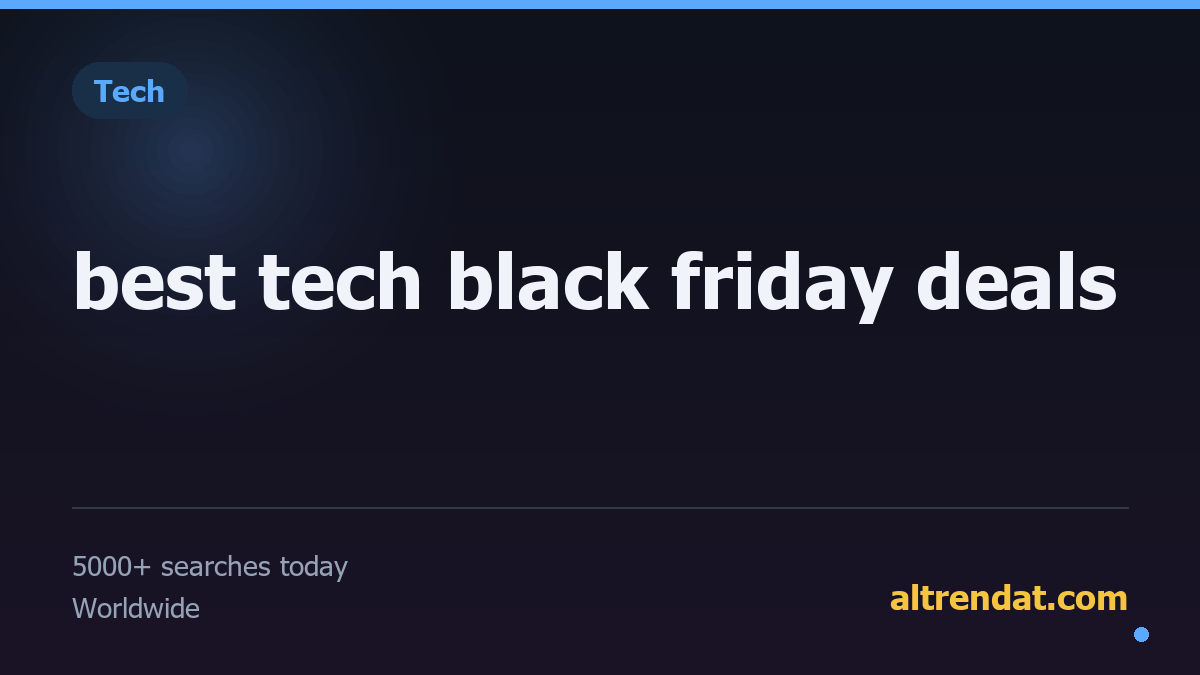 Tech
best tech black friday deals
5000+ searches today
Worldwide
altrendat.com